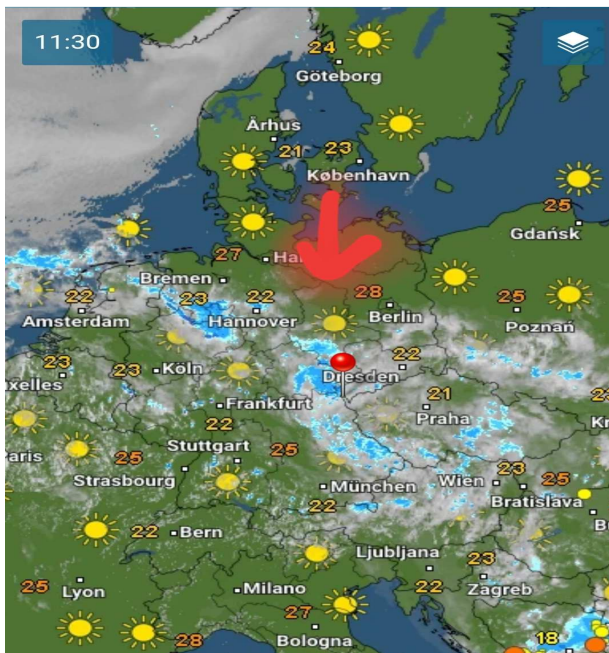 11:30
24
Göteborg
Århus
21
23
København
25
Gdańsk
27
Ha
28
Berlin
25
Poznań
Bremen
22
Amsterdam
23
22
Hannover
23
uxelles
23
Köln
22
Dresden
21
Praha
Frankfurt
22
Stuttgart
25
aris
25
Strasbourg
München
22
Wien
23
25
Bratislava
22
Bern
Ljubljana
23
22
Zagreb
25
Lyon
Milano
27
Bologna
28
18